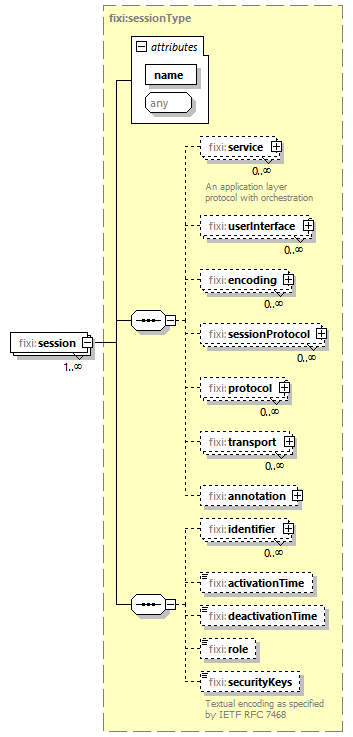 fixi:sessionType
attributes
name
any
fixi:service
0..∞
An application layer
protocol with orchestration
fixi:userInterface
0..∞
fixi:encoding
0..∞
fixi:sessionProtocol
0..∞
fixi:session
1..∞
fixi:protocol
0..∞
fixi:transport
0..∞
fixi:annotation
fixi:identifier
0..∞
fixi:activationTime
fixi:deactivationTime
fixi:role
fixi:securityKeys
Textual encoding as specified
by IETF RFC 7468